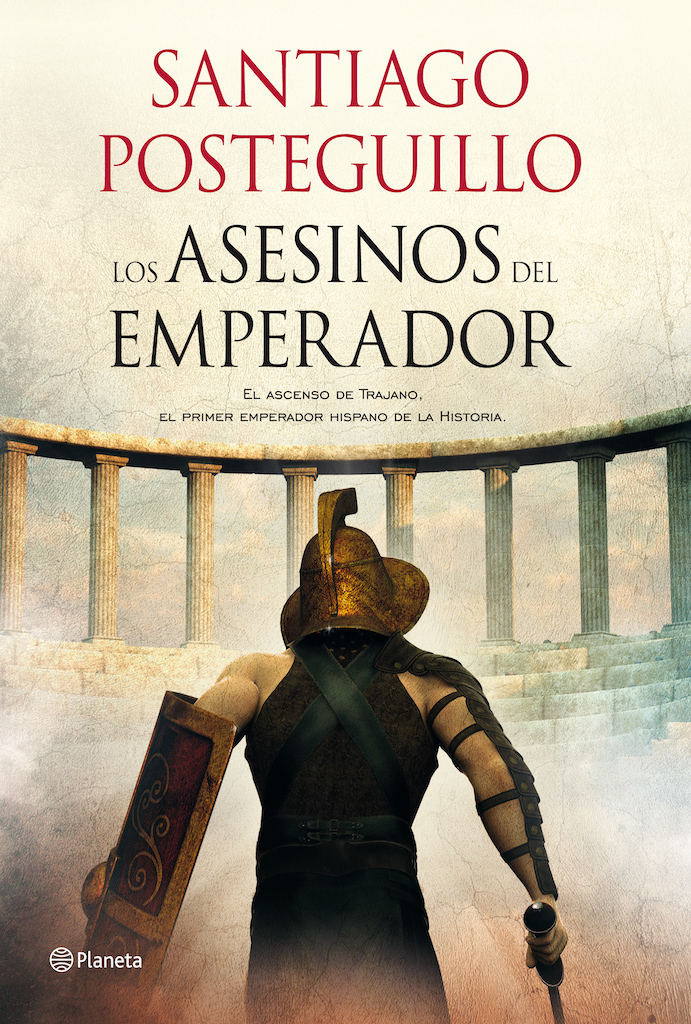 SANTIAGO
POSTEGUILLO
LOS ASESINOS DEL
EMPERADOR
EL ASCENSO DE TRAJANO,
EL PRIMER EMPERADOR HISPANO DE LA HISTORIA.
Planeta